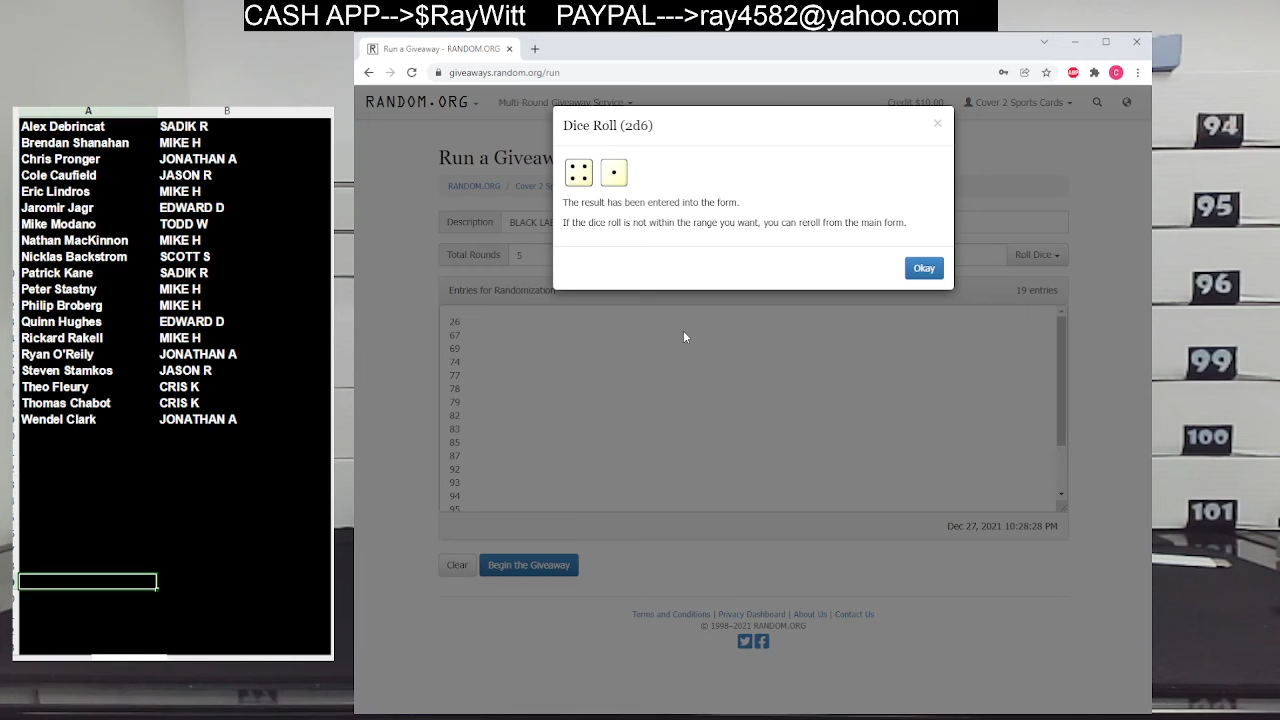 CASH APP-->$RayWitt PAYPAL--->ray4582@yahoo.com
Run a Giveaway - RANDOM.ORG
giveaways.random.org/run
RANDOM.ORG
Multi-Round Giveaway Service
Credit $10.00
Cover 2 Sports Cards
A B
Alex Debrincat SADIK R
Brendan Shanahan MIKE H
Chris Pronger JONATHAN A
Cole Caufield JASON R
Eric Lindros MIKE H
Jaromir Jagr EDWARD D
Mike Modano TODD W
Nathan MacKinnon MIKE H
Nicklas Backstrom SCOTT S
Patrick Kane SADIK R
Peter Stastny MIKE H
Philip Broberg MIKE H
Quinn Hughes EDWARD D
Rickard Rakell MIKE H
Ryan O'Reily JONATHAN A
Steven Stamkos JASON R
Theo Fleury CRIS K
Thomas Chabot CRIS K
Wendel Clark JONATHAN A
Dice Roll (2d6)
The result has been entered into the form.
If the dice roll is not within the range you want, you can reroll from the main form.
Okay
Run a Giveaw
RANDOM.ORG
Description BLACK LAB
Total Rounds 5
Roll Dice
Entries for Randomization
19 entries
26
67
69
74
77
78
79
82
83
85
87
92
93
94
95
Dec 27, 2021 10:28:28 PM
Clear Begin the Giveaway
Terms and Conditions | Privacy Dashboard | About Us | Contact Us
© 1998–2021 RANDOM.ORG
94
95
96
99
100
101